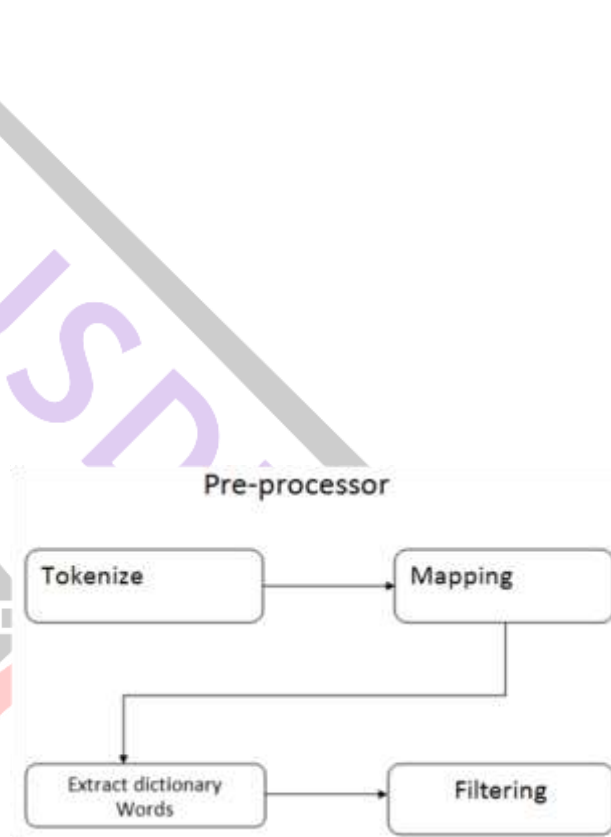 Pre-processor
Tokenize
Mapping
Extract dictionary
Words
Filtering